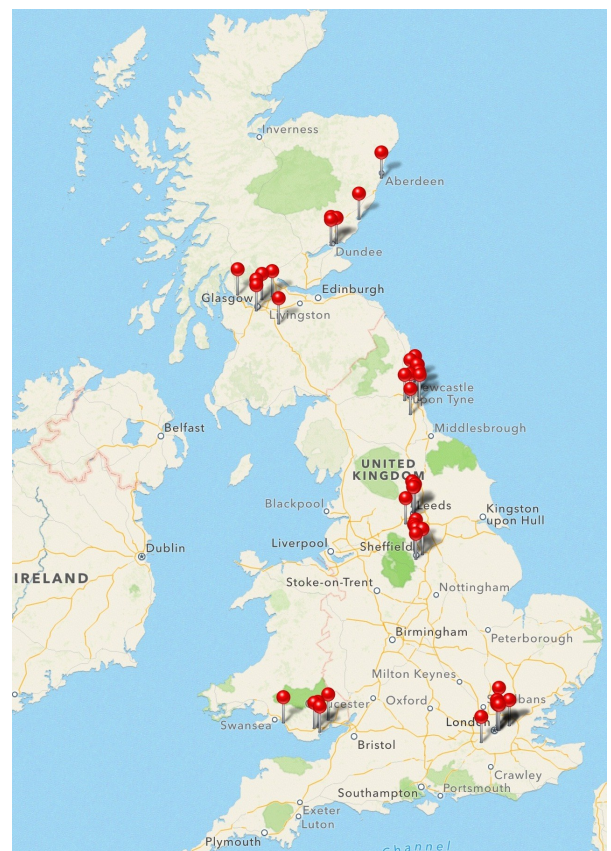 Inverness
Aberdeen
Dundee
Edinburgh
Glasgow
Livingston
Newcastle
upon Tyne
Belfast
Middlesbrough
UNITED
KINGDOM
Blackpool
Leeds
Kingston
upon Hull
Dublin
Liverpool
Sheffield
IRELAND
Stoke-on-Trent
Nottingham
Birmingham
Peterborough
Milton Keynes
Oxford
Swansea
London
Bristol
Crawley
Southampton
Portsmouth
Exeter
Luton
Plymouth
Channel